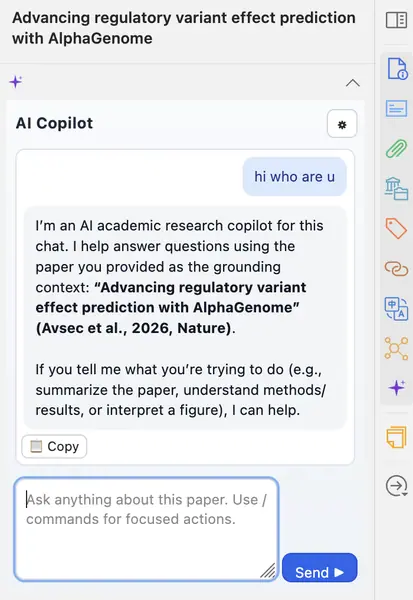 Advancing regulatory variant effect prediction
with AlphaGenome
AI Copilot
hi who are u
I’m an AI academic research copilot for this
chat. I help answer questions using the
paper you provided as the grounding
context: “Advancing regulatory variant
effect prediction with AlphaGenome”
(Avsec et al., 2026, Nature).
If you tell me what you’re trying to do (e.g.,
summarize the paper, understand methods/
results, or interpret a figure), I can help.
Copy
Ask anything about this paper. Use /
commands for focused actions.
Send ▶